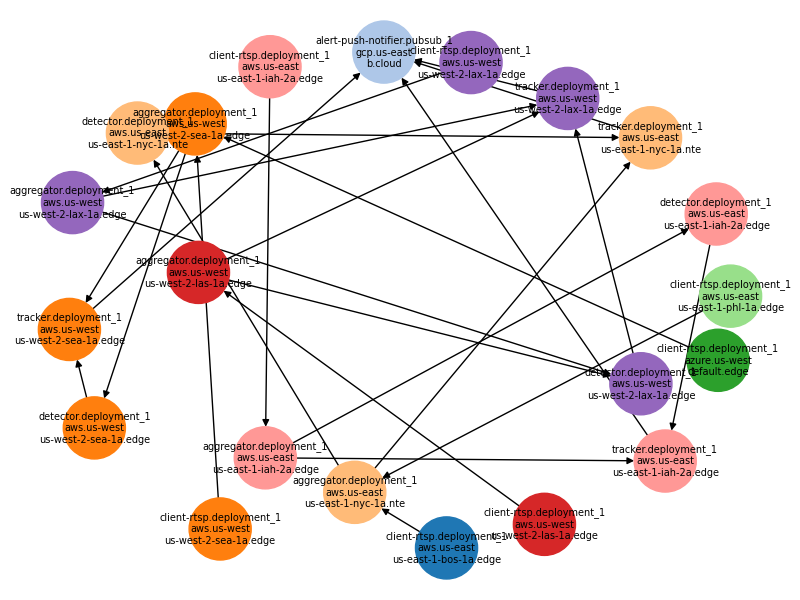 alert-push-notifier.pubsub_1
gcp.us-east
b.cloud
client-rtsp.deployment_1
aws.us-west
us-west-2-lax-1a.edge
client-rtsp.deployment_1
aws.us-east
us-east-1-iah-2a.edge
tracker.deployment_1
aws.us-west
us-west-2-lax-1a.edge
aggregator.deployment_1
aws.us-west
us-west-2-sea-1a.edge
detector.deployment_1
aws.us-east
us-east-1-nyc-1a.nte
tracker.deployment_1
aws.us-east
us-east-1-nyc-1a.nte
aggregator.deployment_1
aws.us-west
us-west-2-lax-1a.edge
detector.deployment_1
aws.us-east
us-east-1-iah-2a.edge
aggregator.deployment_1
aws.us-west
us-west-2-las-1a.edge
client-rtsp.deployment_1
aws.us-east
us-east-1-phl-1a.edge
tracker.deployment_1
aws.us-west
us-west-2-sea-1a.edge
client-rtsp.deployment_1
azure.us-west
default.edge
detector.deployment_1
aws.us-west
us-west-2-lax-1a.edge
detector.deployment_1
aws.us-west
us-west-2-sea-1a.edge
aggregator.deployment_1
aws.us-east
us-east-1-iah-2a.edge
tracker.deployment_1
aws.us-east
us-east-1-iah-2a.edge
aggregator.deployment_1
aws.us-east
us-east-1-nyc-1a.nte
client-rtsp.deployment_1
aws.us-west
us-west-2-sea-1a.edge
client-rtsp.deployment_1
aws.us-west
us-west-2-las-1a.edge
client-rtsp.deployment_1
aws.us-east
us-east-1-bos-1a.edge